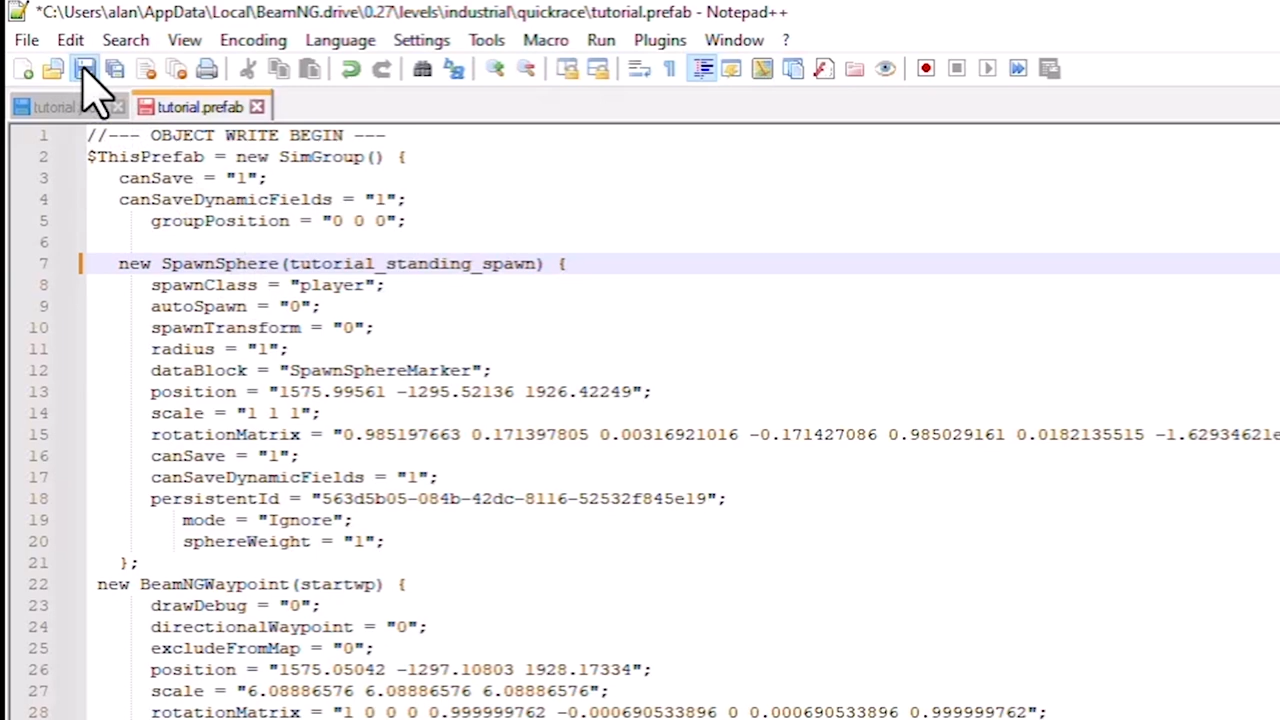 *C:\Users\alan\AppData\Local\BeamNG.drive\0.27\levels\industrial\quickrace\tutorial.prefab - Notepad++
File Edit Search View Encoding Language Settings Tools Macro Run Plugins Window ?
tutorial tutorial.prefab
1 //--- OBJECT WRITE BEGIN ---
2 $ThisPrefab = new SimGroup() {
3 canSave = "1";
4 canSaveDynamicFields = "1";
5 groupPosition = "0 0 0";
6
7 new SpawnSphere(tutorial_standing_spawn) {
8 spawnClass = "player";
9 autoSpawn = "0";
10 spawnTransform = "0";
11 radius = "1";
12 dataBlock = "SpawnSphereMarker";
13 position = "1575.99561 -1295.52136 1926.42249";
14 scale = "1 1 1";
15 rotationMatrix = "0.985197663 0.171397805 0.00316921016 -0.171427086 0.985029161 0.0182135515 -1.62934621e
16 canSave = "1";
17 canSaveDynamicFields = "1";
18 persistentId = "563d5b05-084b-42dc-8116-52532f845e19";
19 mode = "Ignore";
20 sphereWeight = "1";
21 };
22 new BeamNGWaypoint(startwp) {
23 drawDebug = "0";
24 directionalWaypoint = "0";
25 excludeFromMap = "0";
26 position = "1575.05042 -1297.10803 1928.17334";
27 scale = "6.08886576 6.08886576 6.08886576";
28 rotationMatrix = "1 0 0 0 0.999999762 -0.000690533896 0 0.000690533896 0.999999762";